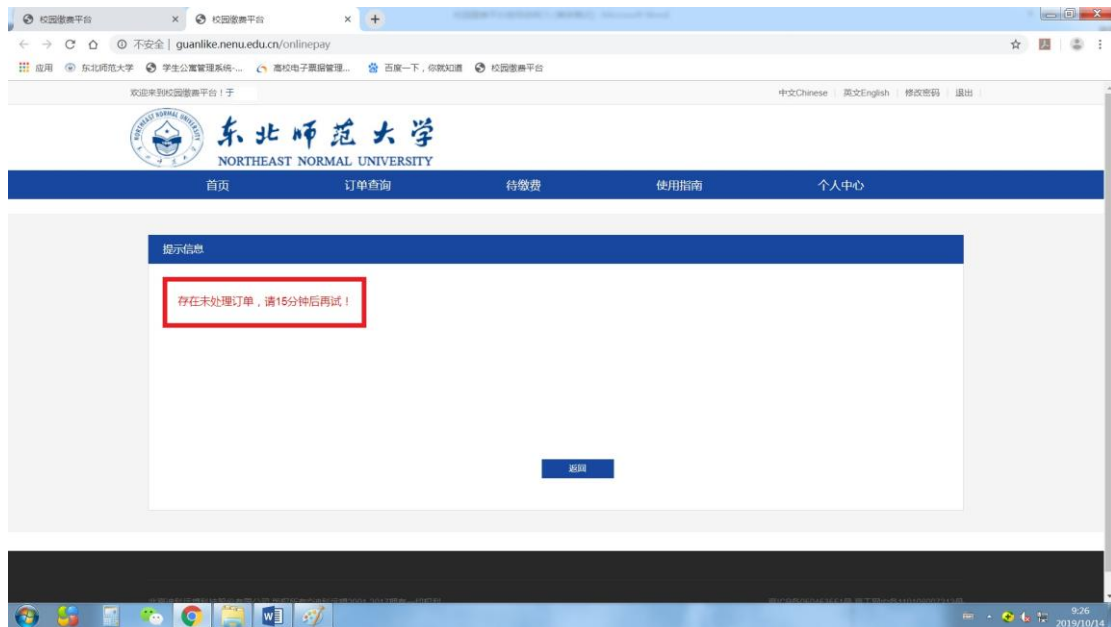 校园缴费平台
校园缴费平台
不安全 | guanlike.nenu.edu.cn/onlinepay
应用 东北师范大学 学生公寓管理系统-... 高校电子票据管理... 百度一下，你就知道 校园缴费平台
欢迎来到校园缴费平台！于 中文Chinese 英文English 修改密码 退出
东北师范大学
NORTHEAST NORMAL UNIVERSITY
首页 订单查询 待缴费 使用指南 个人中心
提示信息
存在未处理订单，请15分钟后再试！
返回
9:26
2019/10/14